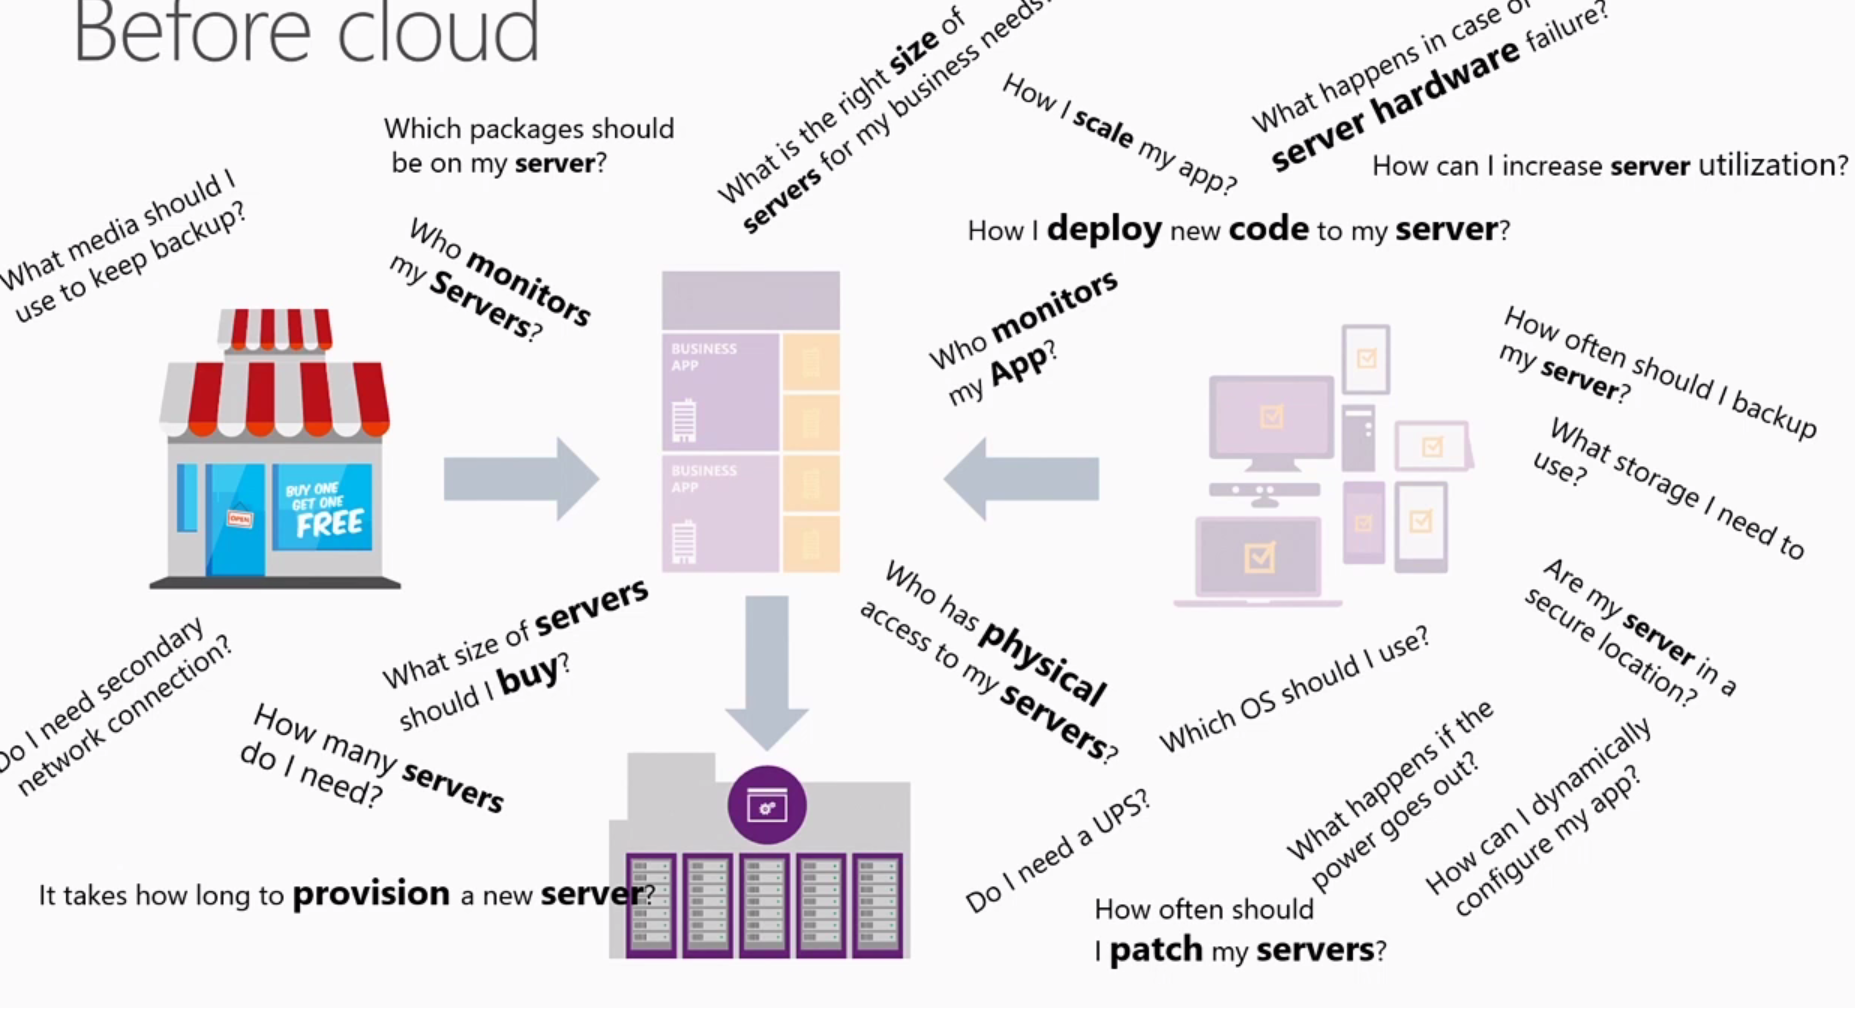 Before cloud
Which packages should
be on my server?
What media should I
use to keep backup?
Who monitors
my Servers?
What is the right size of
servers for my business needs?
How I scale my app?
What happens in case of
server hardware failure?
How can I increase server utilization?
How I deploy new code to my server?
Who monitors
my App?
How often should I backup
my server?
What storage I need to
use?
BUSINESS
APP
BUSINESS
APP
BUY ONE
GET ONE
FREE
OPEN
Are my server in a
secure location?
Who has physical
access to my servers?
What size of servers
should I buy?
Do I need secondary
network connection?
How many servers
do I need?
Which OS should I use?
What happens if the
power goes out?
How can I dynamically
configure my app?
Do I need a UPS?
It takes how long to provision a new server?
How often should
I patch my servers?